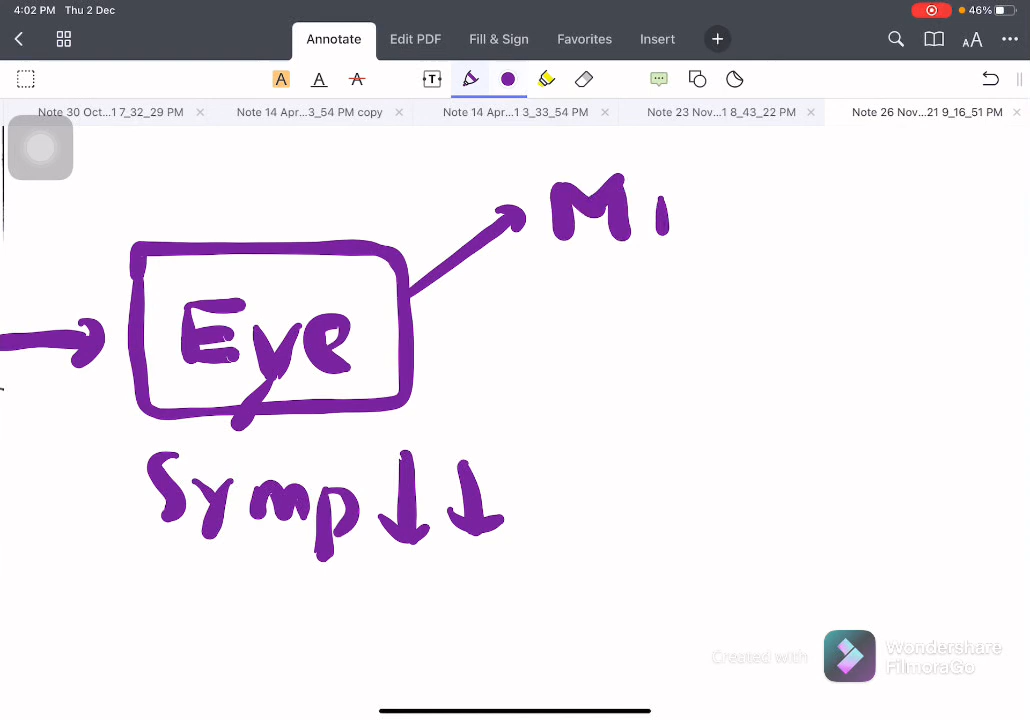 4:02 PM Thu 2 Dec 46%
Annotate Edit PDF Fill & Sign Favorites Insert
Note 30 Oct...1 7_32_29 PM Note 14 Apr...3_54 PM copy Note 14 Apr...1 3_33_54 PM Note 23 Nov...1 8_43_22 PM Note 26 Nov...21 9_16_51 PM
Mı
Eye
Symp ↓↓
Created with Wondershare
FilmoraGo